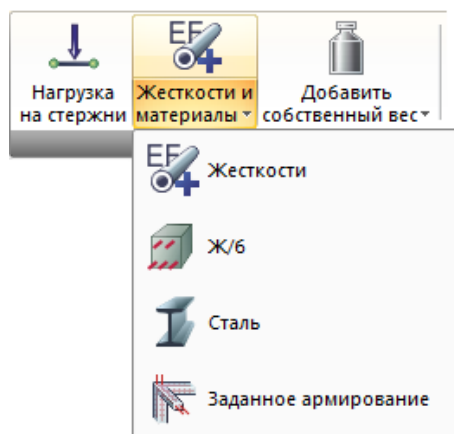 EF
Нагрузка
на стержни
Жесткости и
материалы
Добавить
собственный вес
EF
Жесткости
Ж/б
Сталь
Заданное армирование